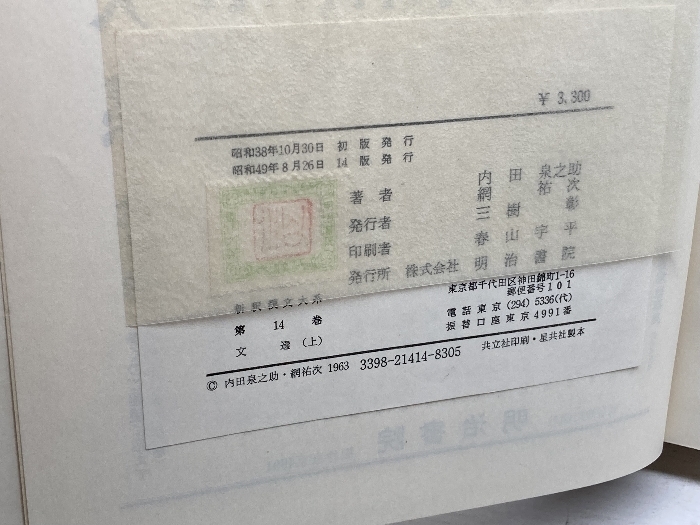 ¥ 3,300
昭和38年10月30日 初版発行
昭和49年8月26日 14版発行
著者 内田泉之助
網祐次
発行者 三樹彰
印刷者 春山宇平
発行所 株式会社 明治書院
東京都千代田区神田錦町1-16
郵便番号101
電話東京(294)5336(代)
振替口座東京4991番
新釈漢文大系
第14巻
文選(上)
© 内田泉之助・網祐次 1963 3398-21414-8305 共立社印刷・星共社製本